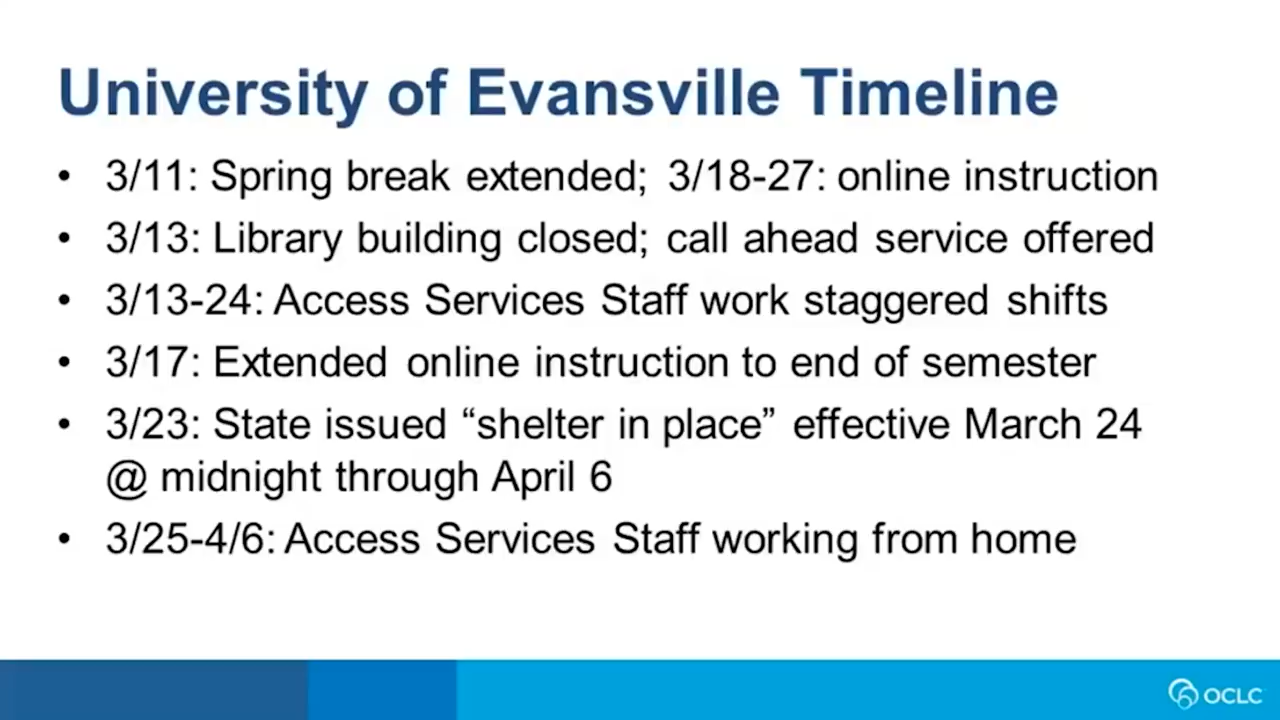 University of Evansville Timeline
• 3/11: Spring break extended; 3/18-27: online instruction
• 3/13: Library building closed; call ahead service offered
• 3/13-24: Access Services Staff work staggered shifts
• 3/17: Extended online instruction to end of semester
• 3/23: State issued “shelter in place” effective March 24
@ midnight through April 6
• 3/25-4/6: Access Services Staff working from home
OCLC